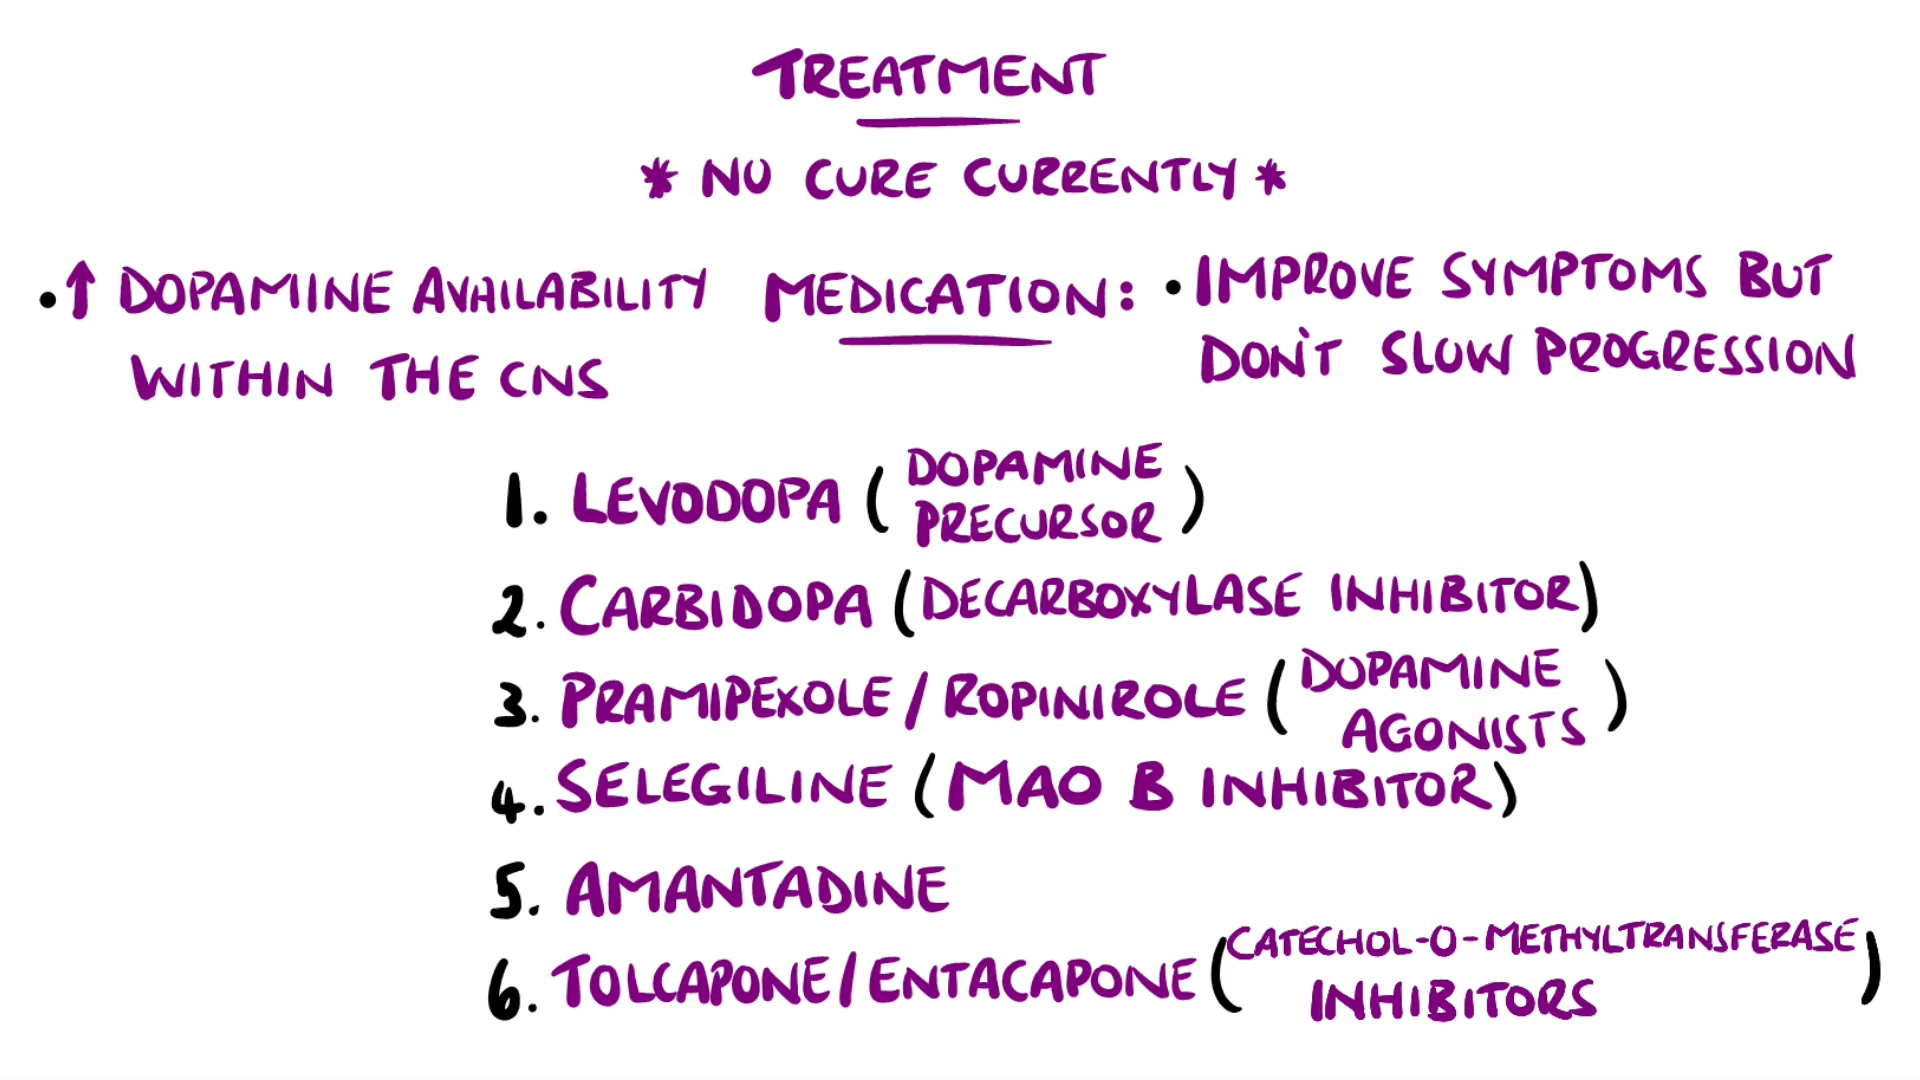 TREATMENT
* NO CURE CURRENTLY *
• ↑ DOPAMINE AVAILABILITY
WITHIN THE CNS
MEDICATION:
• IMPROVE SYMPTOMS BUT
DON'T SLOW PROGRESSION
1. LEVODOPA (DOPAMINE
PRECURSOR)
2. CARBIDOPA (DECARBOXYLASE INHIBITOR)
3. PRAMIPEXOLE / ROPINIROLE (DOPAMINE
AGONISTS)
4. SELEGILINE (MAO B INHIBITOR)
5. AMANTADINE
6. TOLCAPONE / ENTACAPONE (CATECHOL-O-METHYLTRANSFERASE
INHIBITORS)